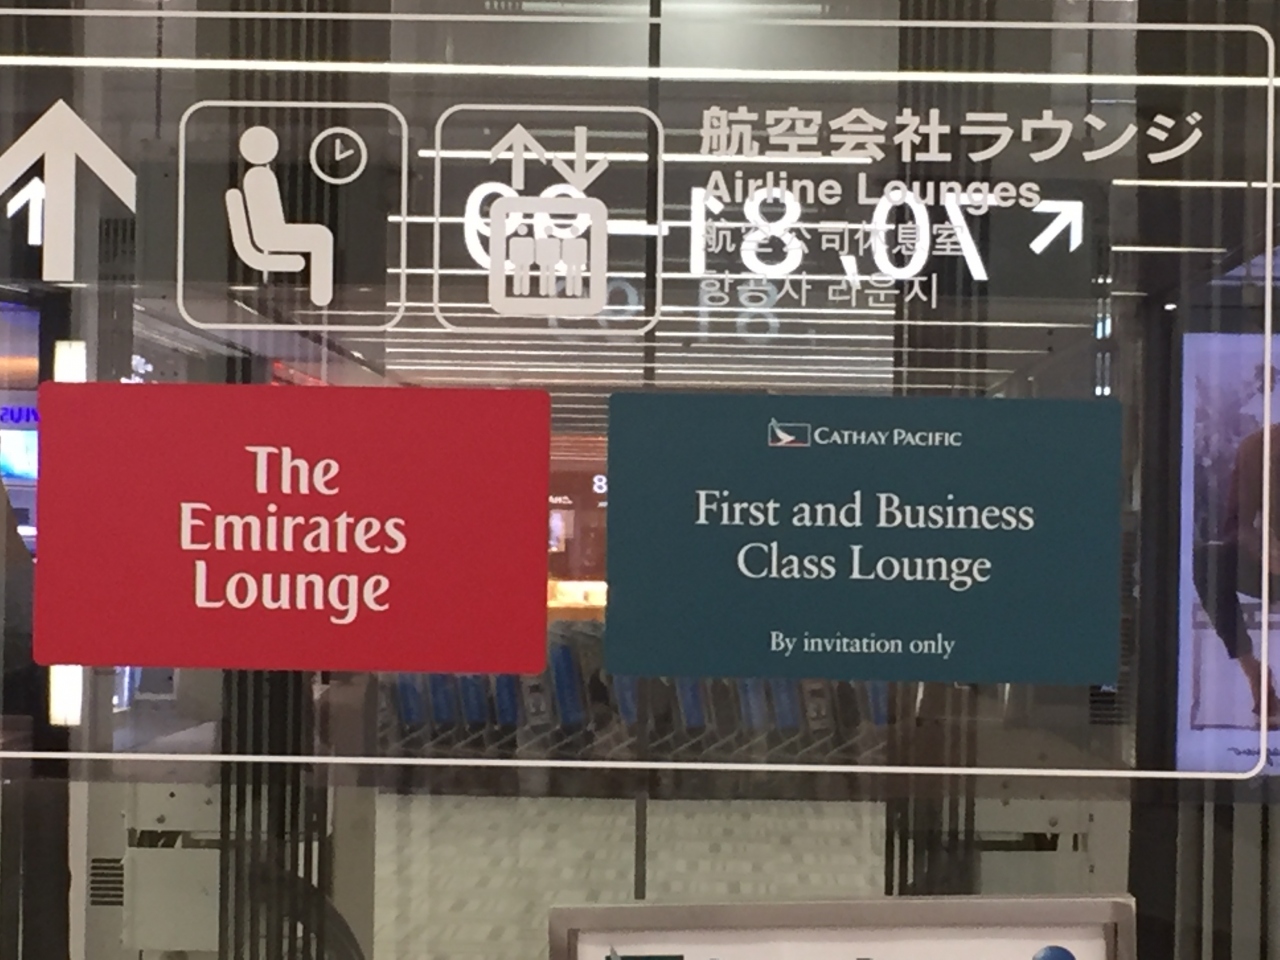 航空会社ラウンジ
Airline Lounges
航空公司休息室
항공사 라운지
The
Emirates
Lounge
CATHAY PACIFIC
First and Business
Class Lounge
By invitation only